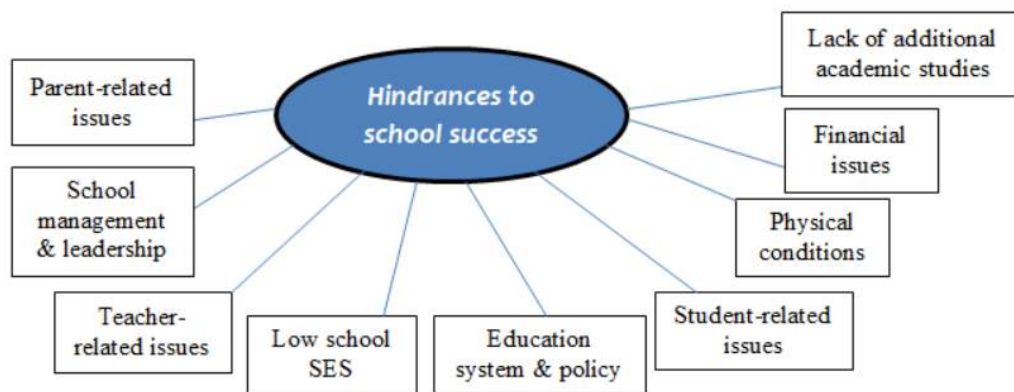 Hindrances to
school success
Parent-related
issues
School
management
& leadership
Teacher-
related issues
Low school
SES
Education
system & policy
Student-related
issues
Physical
conditions
Financial
issues
Lack of additional
academic studies